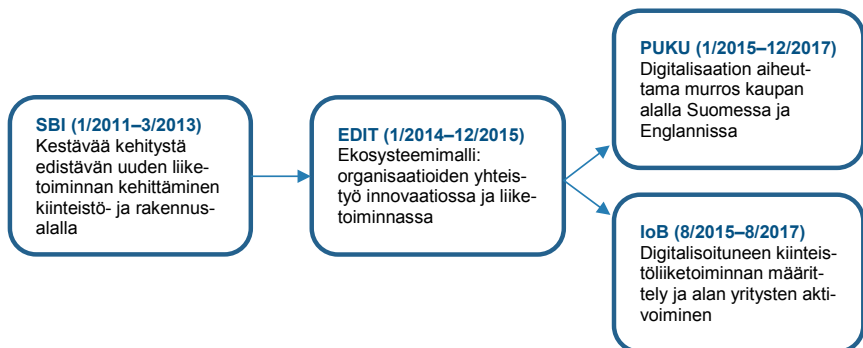 SBI (1/2011–3/2013)
Kestävää kehitystä
edistävän uuden liike-
toiminnan kehittäminen
kiinteistö- ja rakennus-
alalla
EDIT (1/2014–12/2015)
Ekosysteemimalli:
organisaatioiden yhteis-
työ innovaatiossa ja liike-
toiminnassa
PUKU (1/2015–12/2017)
Digitalisaation aiheut-
tama murros kaupan
alalla Suomessa ja
Englannissa
IoB (8/2015–8/2017)
Digitalisoituneen kiinteis-
töliiketoiminnan määrit-
tely ja alan yritysten akti-
voiminen